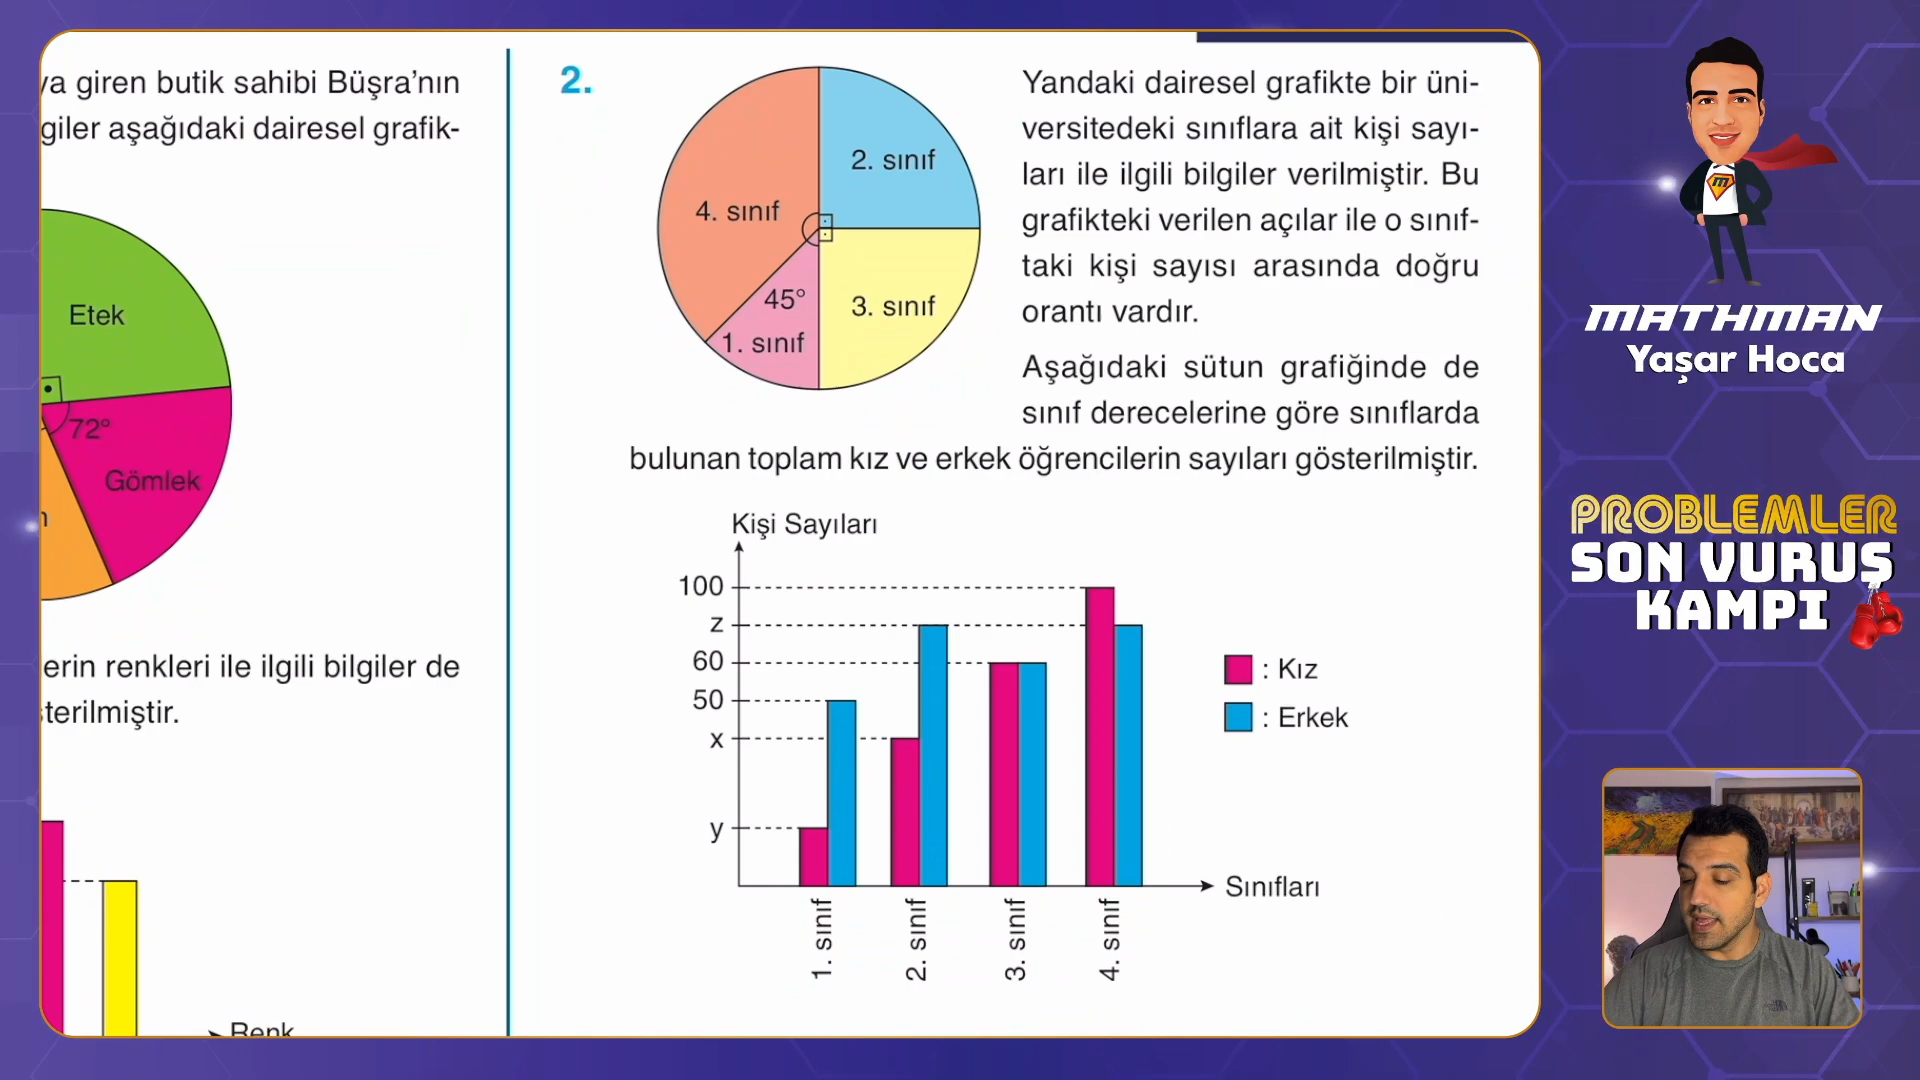 ya giren butik sahibi Büşra’nın
giler aşağıdaki dairesel grafik-
Etek
72°
Gömlek
erin renkleri ile ilgili bilgiler de
terilmiştir.
Renk
2.
2. sınıf
4. sınıf
45°
3. sınıf
1. sınıf
Yandaki dairesel grafikte bir üni-
versitedeki sınıflara ait kişi sayı-
ları ile ilgili bilgiler verilmiştir. Bu
grafikteki verilen açılar ile o sınıf-
taki kişi sayısı arasında doğru
orantı vardır.
Aşağıdaki sütun grafiğinde de
sınıf derecelerine göre sınıflarda
bulunan toplam kız ve erkek öğrencilerin sayıları gösterilmiştir.
Kişi Sayıları
100
z
60
50
x
y
: Kız
: Erkek
Sınıfları
1. sınıf
2. sınıf
3. sınıf
4. sınıf
MATHMAN
Yaşar Hoca
PROBLEMLER
SON VURUŞ
KAMPI